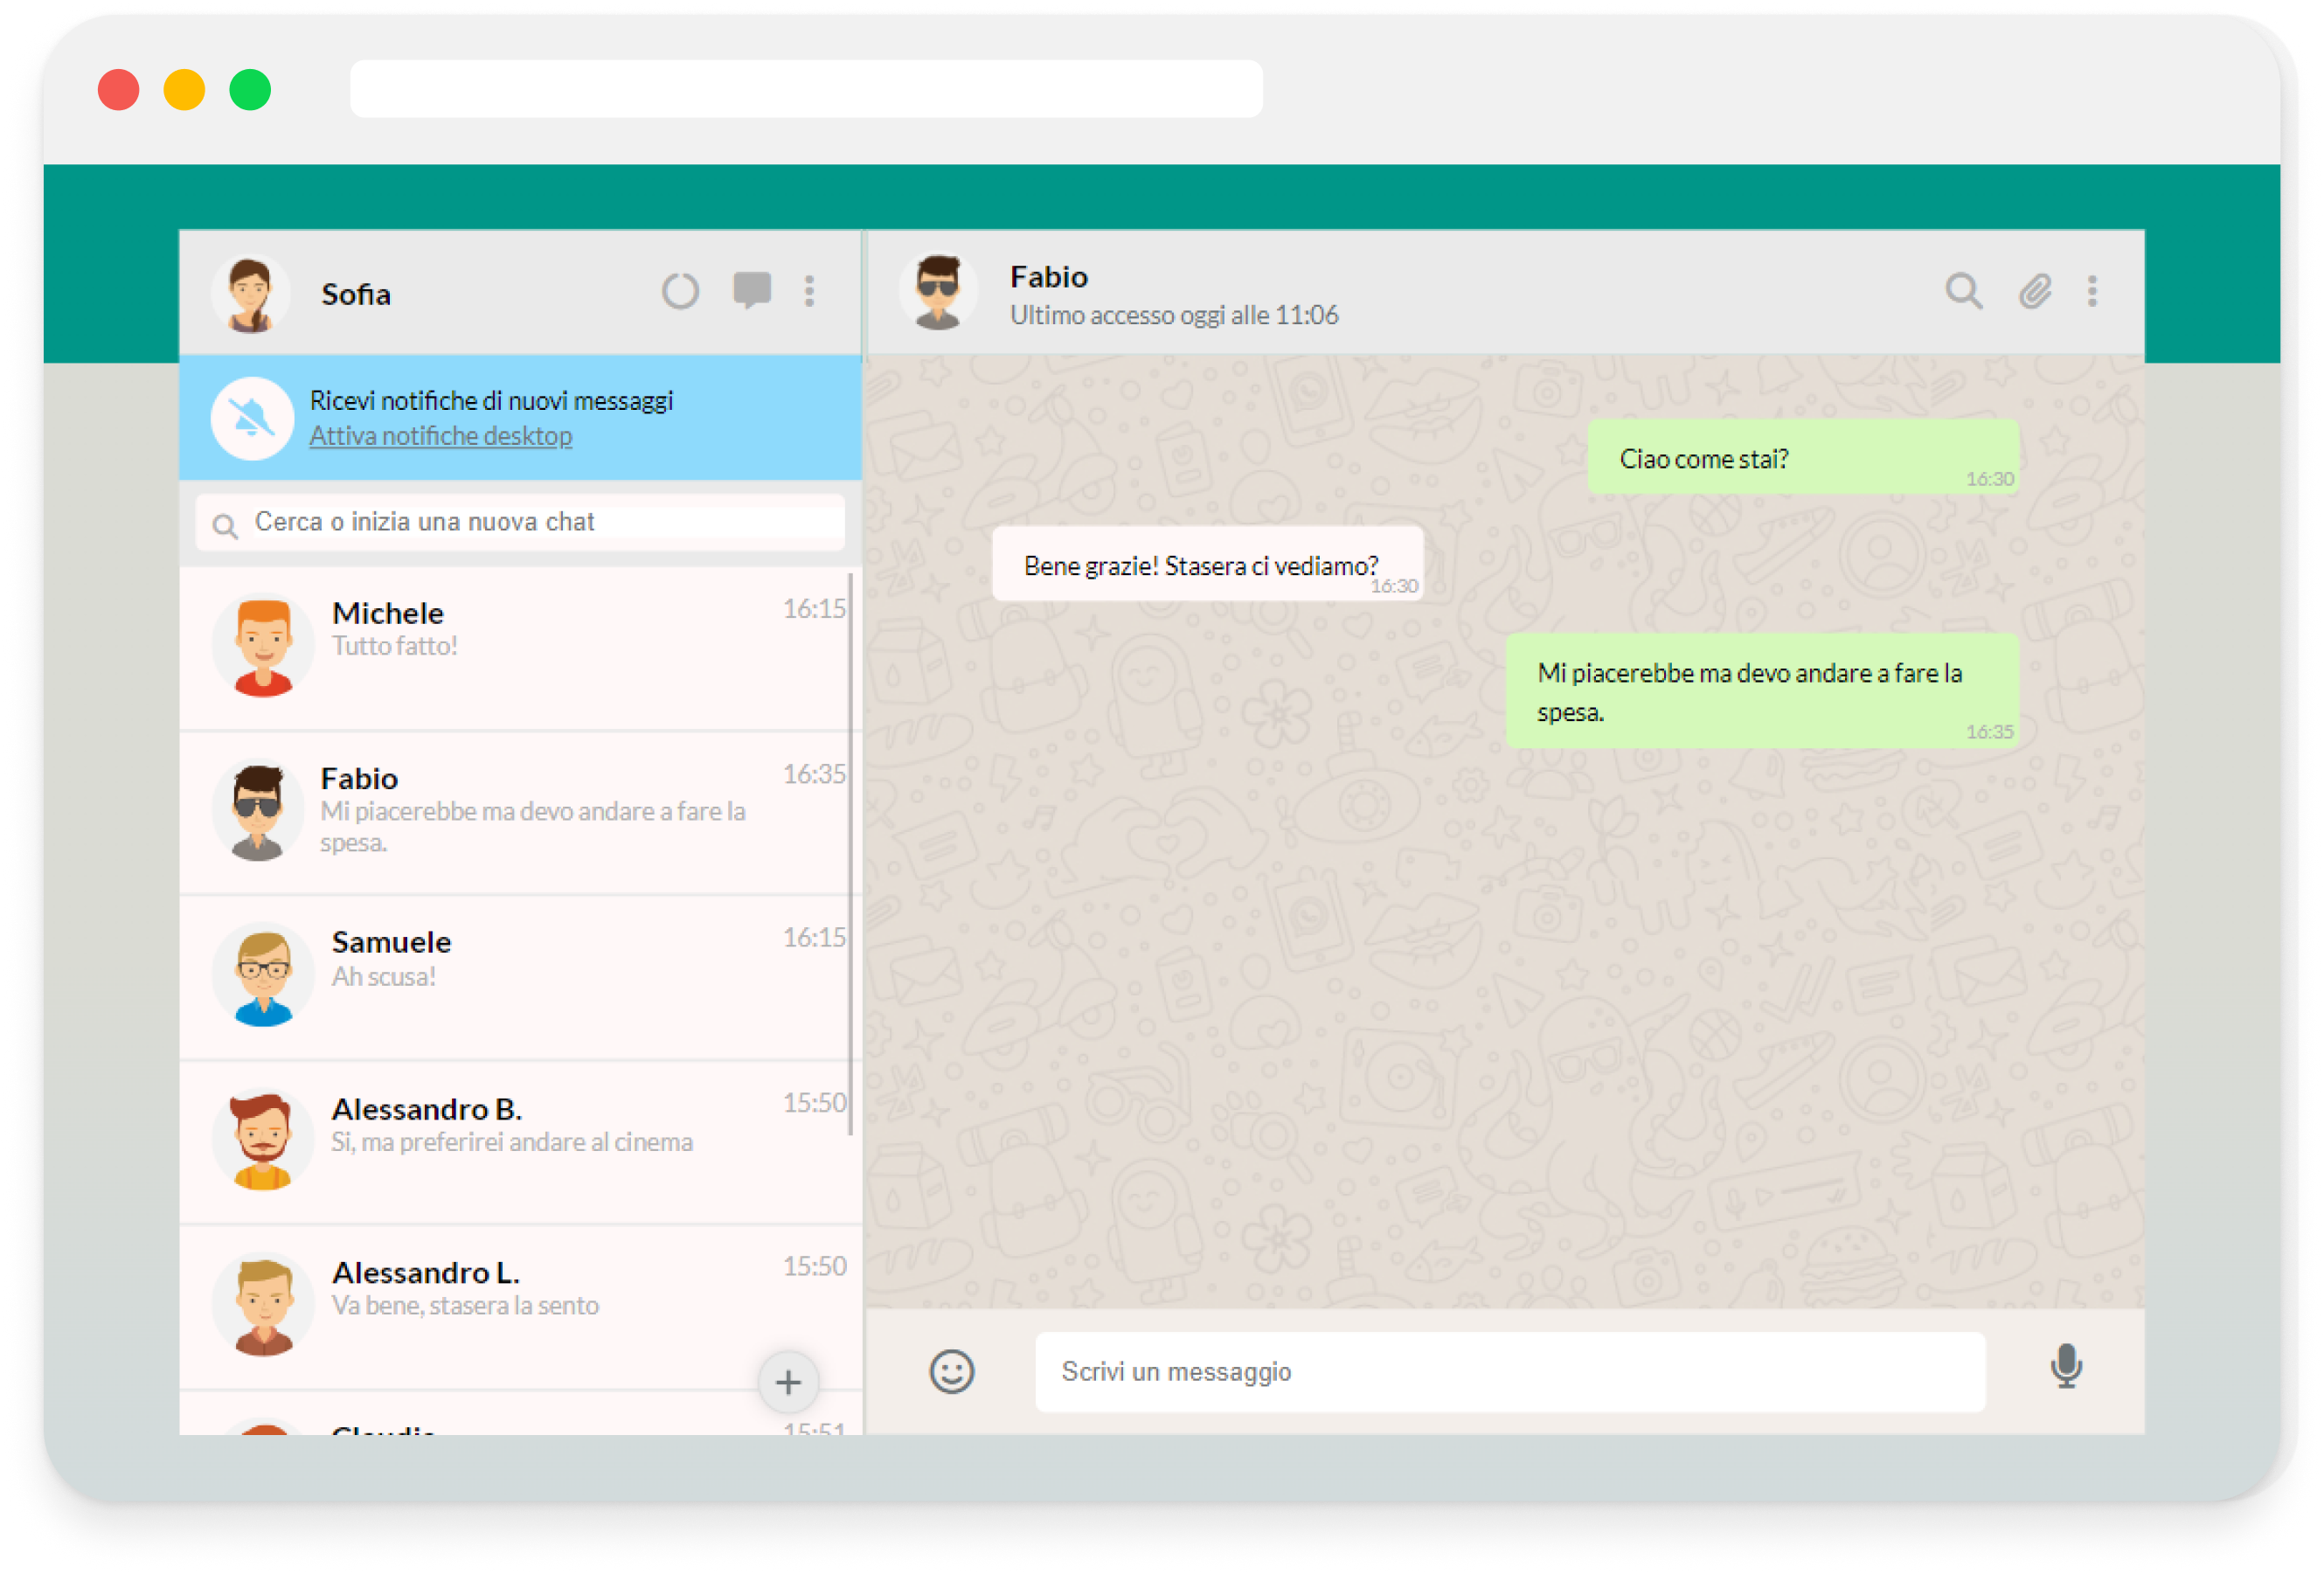 Sofia
Ricevi notifiche di nuovi messaggi
Attiva notifiche desktop
Cerca o inizia una nuova chat
Michele
16:15
Tutto fatto!
Fabio
16:35
Mi piacerebbe ma devo andare a fare la
spesa.
Samuele
16:15
Ah scusa!
Alessandro B.
15:50
Si, ma preferirei andare al cinema
Alessandro L.
15:50
Va bene, stasera la sento
15:51
Fabio
Ultimo accesso oggi alle 11:06
Ciao come stai?
16:30
Bene grazie! Stasera ci vediamo?
16:30
Mi piacerebbe ma devo andare a fare la
spesa.
16:35
Scrivi un messaggio